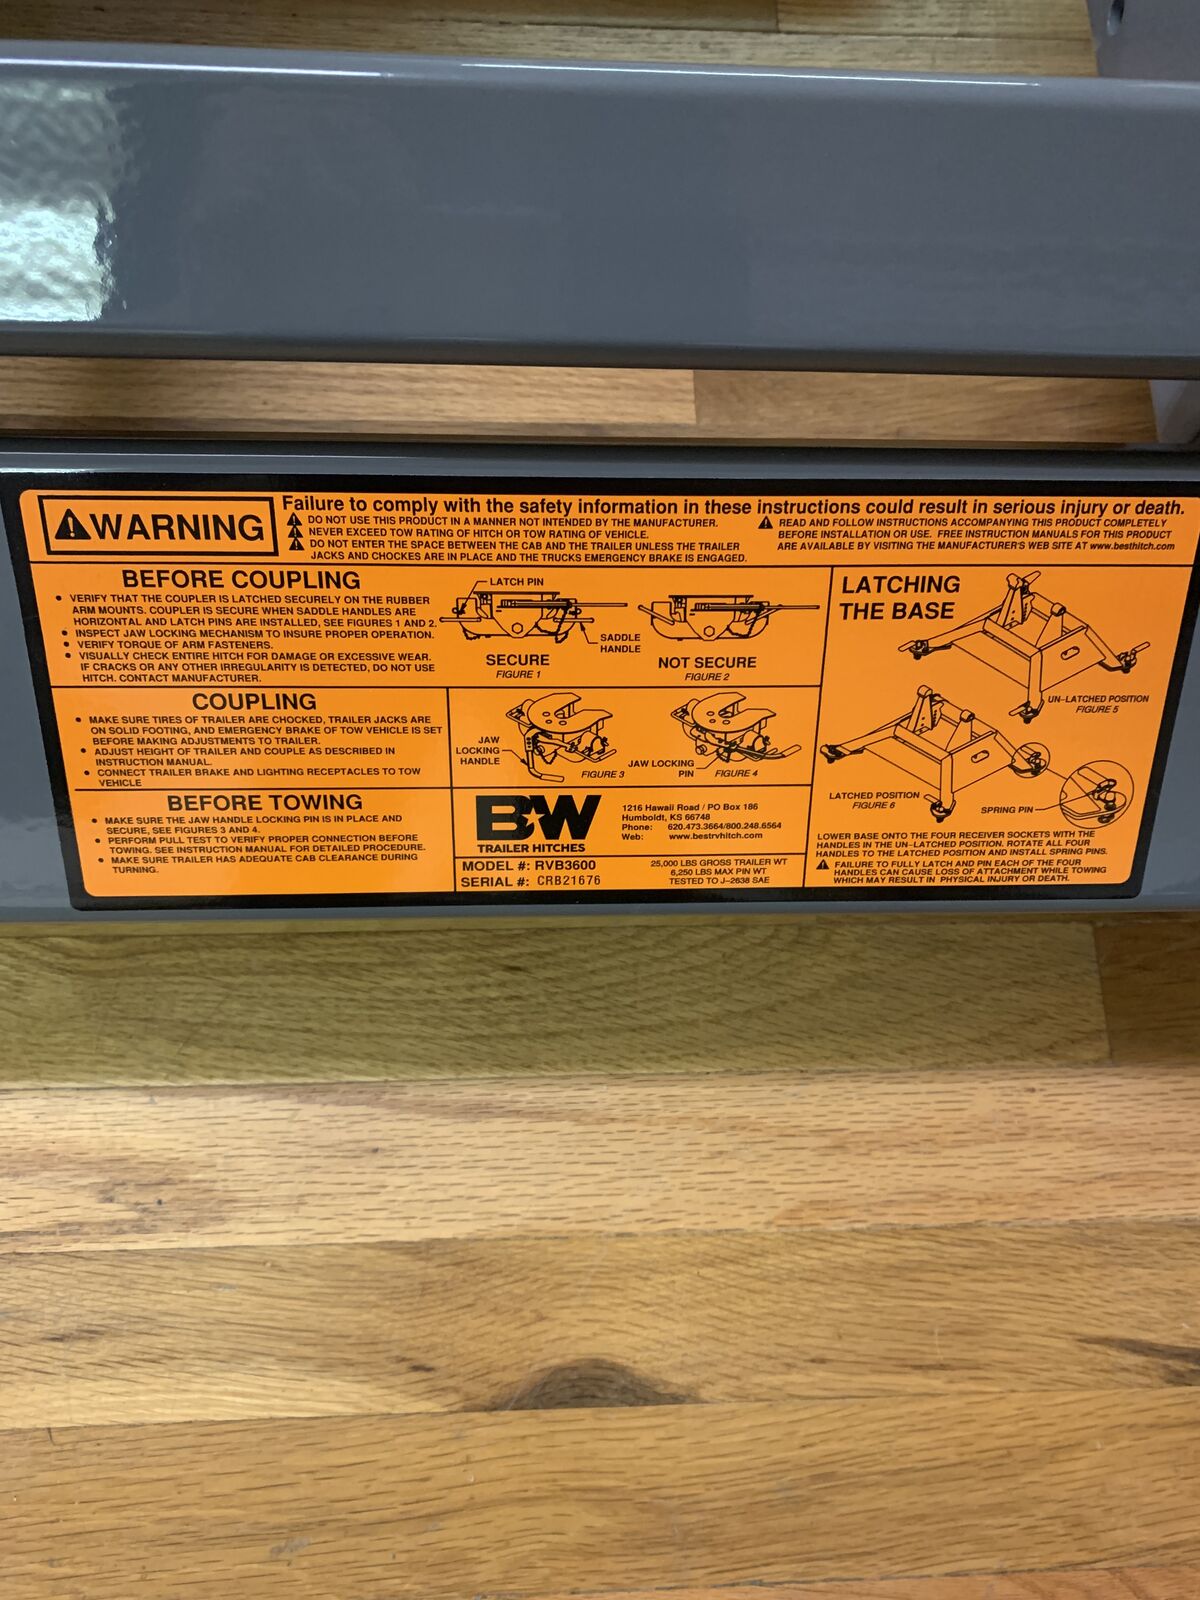 WARNING
Failure to comply with the safety information in these instructions could result in serious injury or death.
DO NOT USE THIS PRODUCT IN A MANNER NOT INTENDED BY THE MANUFACTURER.
NEVER EXCEED TOW RATING OF HITCH OR TOW RATING OF VEHICLE.
DO NOT ENTER THE SPACE BETWEEN THE CAB AND THE TRAILER UNLESS THE TRAILER
JACKS AND CHOCKES ARE IN PLACE AND THE TRUCKS EMERGENCY BRAKE IS ENGAGED.
READ AND FOLLOW INSTRUCTIONS ACCOMPANYING THIS PRODUCT COMPLETELY
BEFORE INSTALLATION OR USE. FREE INSTRUCTION MANUALS FOR THIS PRODUCT
ARE AVAILABLE BY VISITING THE MANUFACTURER'S WEB SITE AT www.besthitch.com
BEFORE COUPLING
• VERIFY THAT THE COUPLER IS LATCHED SECURELY ON THE RUBBER
ARM MOUNTS. COUPLER IS SECURE WHEN SADDLE HANDLES ARE
HORIZONTAL AND LATCH PINS ARE INSTALLED, SEE FIGURES 1 AND 2.
• INSPECT JAW LOCKING MECHANISM TO INSURE PROPER OPERATION.
• VERIFY TORQUE OF ARM FASTENERS.
• VISUALLY CHECK ENTIRE HITCH FOR DAMAGE OR EXCESSIVE WEAR.
IF CRACKS OR ANY OTHER IRREGULARITY IS DETECTED, DO NOT USE
HITCH. CONTACT MANUFACTURER.
LATCH PIN
SADDLE
HANDLE
SECURE
FIGURE 1
NOT SECURE
FIGURE 2
COUPLING
• MAKE SURE TIRES OF TRAILER ARE CHOCKED, TRAILER JACKS ARE
ON SOLID FOOTING, AND EMERGENCY BRAKE OF TOW VEHICLE IS SET
BEFORE MAKING ADJUSTMENTS TO TRAILER.
• ADJUST HEIGHT OF TRAILER AND COUPLE AS DESCRIBED IN
INSTRUCTION MANUAL.
• CONNECT TRAILER BRAKE AND LIGHTING RECEPTACLES TO TOW
VEHICLE
JAW
LOCKING
HANDLE
FIGURE 3
JAW LOCKING
PIN
FIGURE 4
BEFORE TOWING
• MAKE SURE THE JAW HANDLE LOCKING PIN IS IN PLACE AND
SECURE, SEE FIGURES 3 AND 4.
• PERFORM PULL TEST TO VERIFY PROPER CONNECTION BEFORE
TOWING. SEE INSTRUCTION MANUAL FOR DETAILED PROCEDURE.
• MAKE SURE TRAILER HAS ADEQUATE CAB CLEARANCE DURING
TURNING.
B W
TRAILER HITCHES
1216 Hawaii Road / PO Box 186
Humboldt, KS 66748
Phone: 620.473.3664/800.248.6564
Web: www.bestrvhitch.com
MODEL #: RVB3600
SERIAL #: CRB21676
25,000 LBS GROSS TRAILER WT
6,250 LBS MAX PIN WT
TESTED TO J-2638 SAE
LATCHING
THE BASE
UN-LATCHED POSITION
FIGURE 5
LATCHED POSITION
FIGURE 6
SPRING PIN
LOWER BASE ONTO THE FOUR RECEIVER SOCKETS WITH THE
HANDLES IN THE UN-LATCHED POSITION. ROTATE ALL FOUR
HANDLES TO THE LATCHED POSITION AND INSTALL SPRING PINS.
FAILURE TO FULLY LATCH AND PIN EACH OF THE FOUR
HANDLES CAN CAUSE LOSS OF ATTACHMENT WHILE TOWING
WHICH MAY RESULT IN PHYSICAL INJURY OR DEATH.